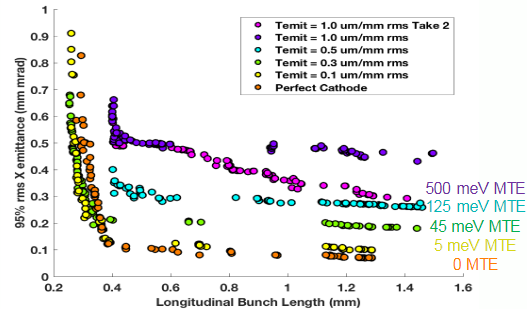 1
0.9
0.8
0.7
0.6
0.5
0.4
0.3
0.2
0.1
0
95% rms X emittance (mm mrad)
Temit = 1.0 um/mm rms Take 2
Temit = 1.0 um/mm rms
Temit = 0.5 um/mm rms
Temit = 0.3 um/mm rms
Temit = 0.1 um/mm rms
Perfect Cathode
500 meV MTE
125 meV MTE
45 meV MTE
5 meV MTE
0 MTE
0.2 0.4 0.6 0.8 1 1.2 1.4 1.6
Longitudinal Bunch Length (mm)